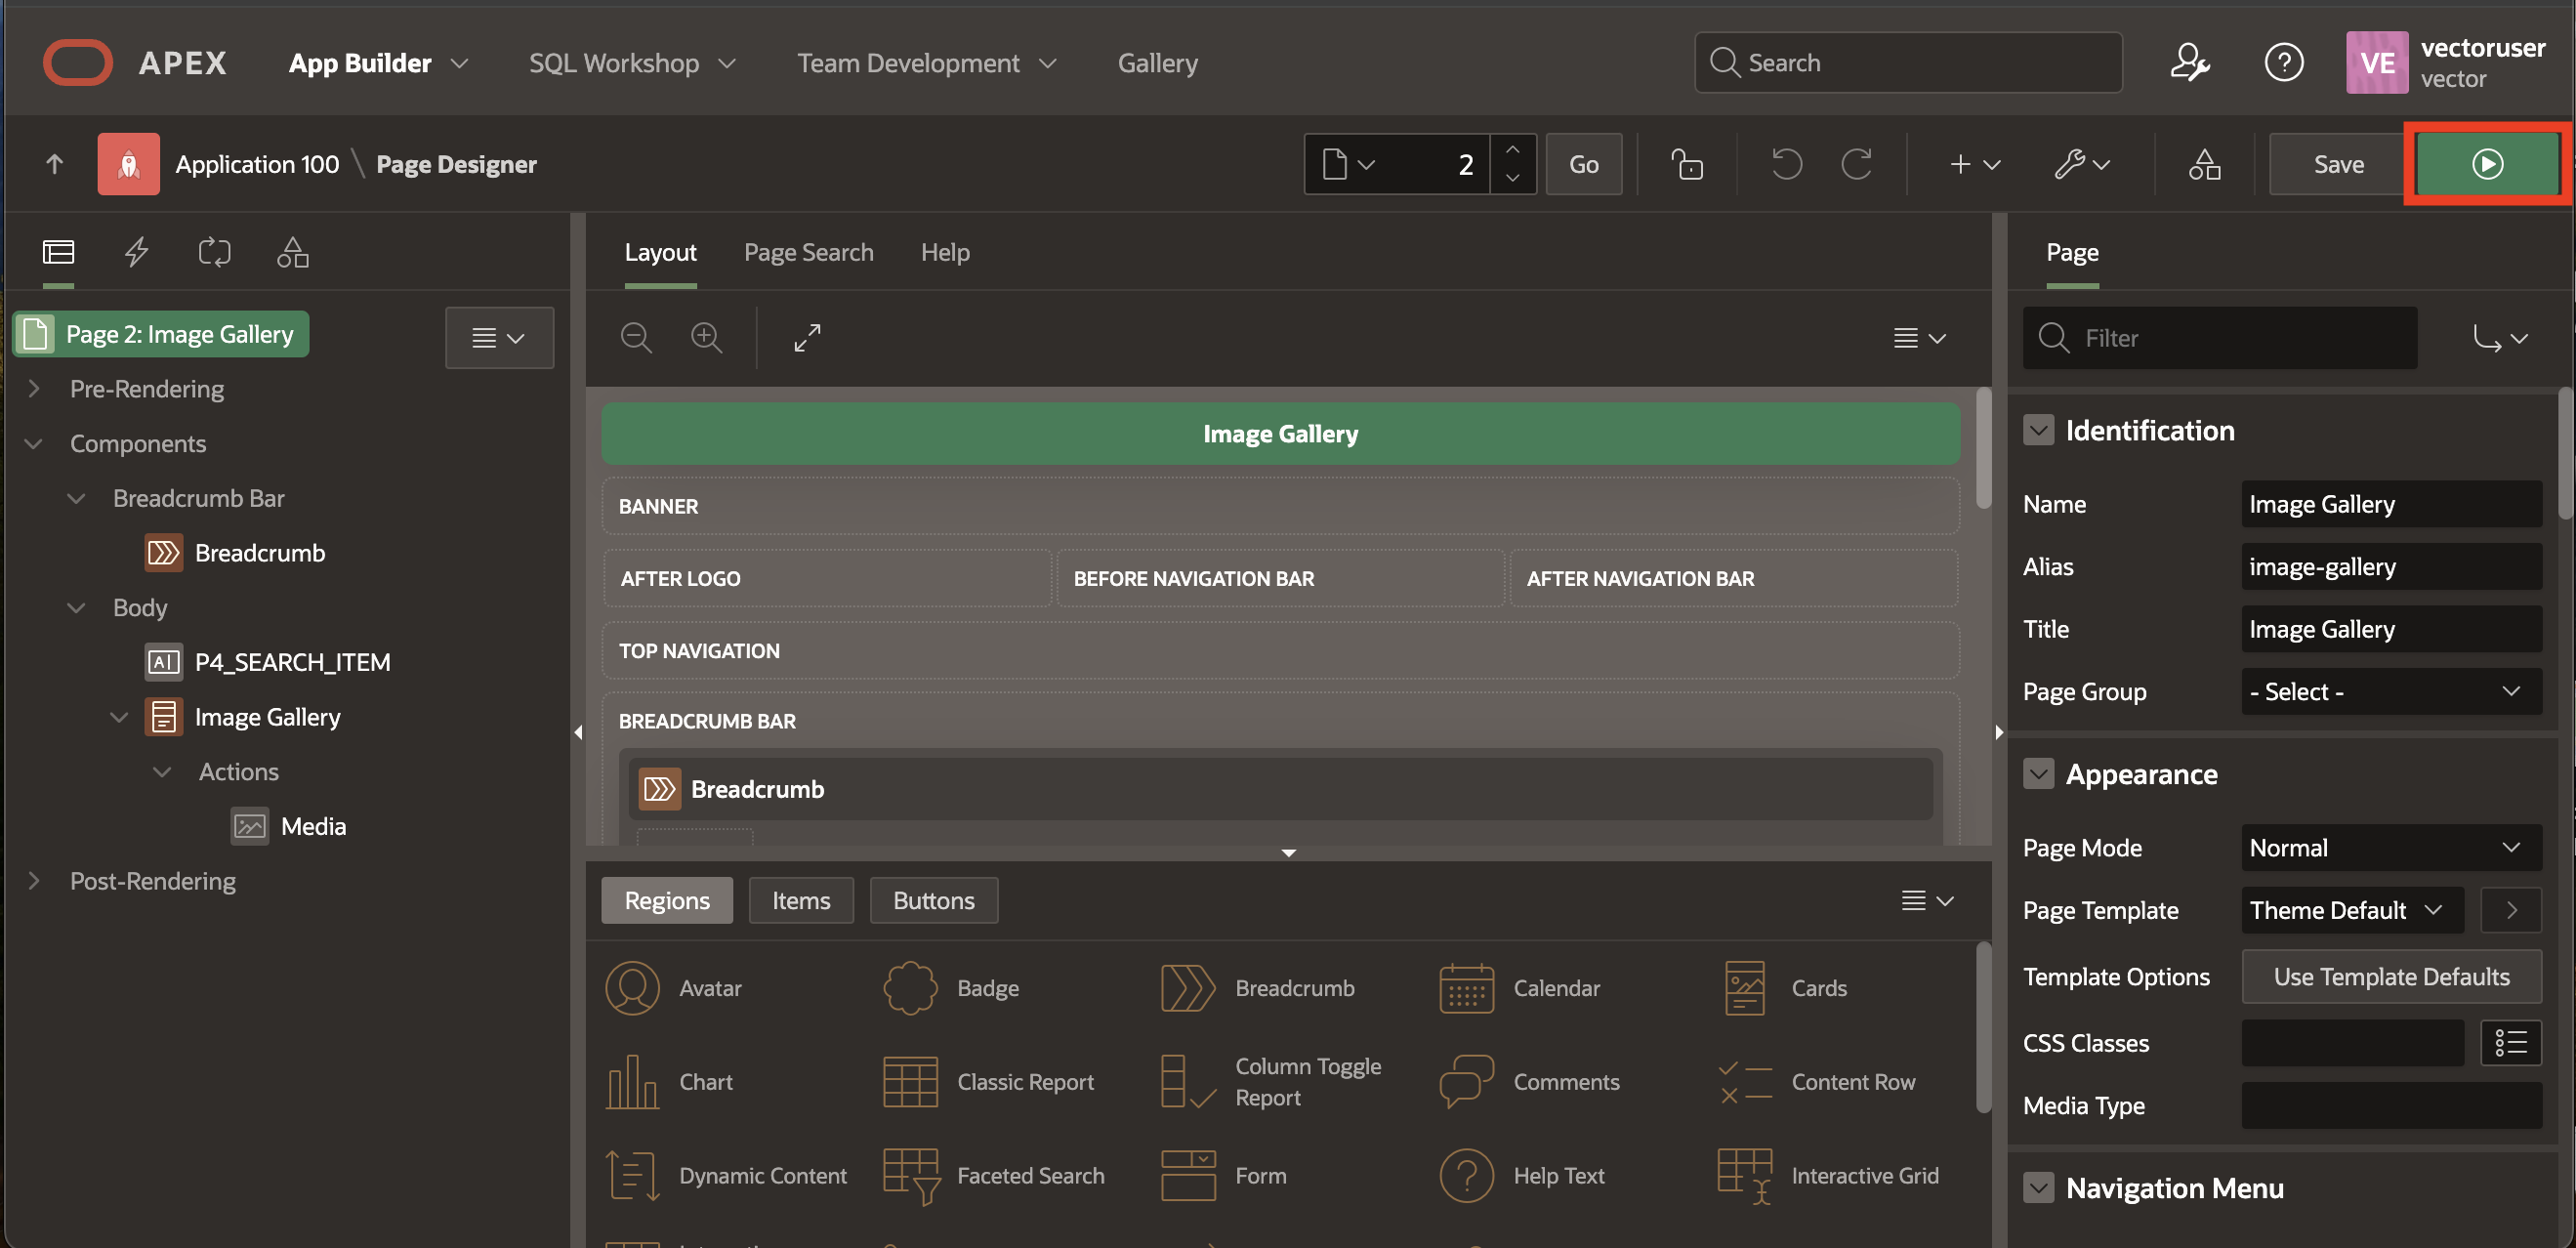 APEX
App Builder
SQL Workshop
Team Development
Gallery
Search
VE
vectoruser
vector
Application 100 \ Page Designer
2
Go
Save
Page 2: Image Gallery
Pre-Rendering
Components
Breadcrumb Bar
Breadcrumb
Body
P4_SEARCH_ITEM
Image Gallery
Actions
Media
Post-Rendering
Layout
Page Search
Help
Image Gallery
BANNER
AFTER LOGO
BEFORE NAVIGATION BAR
AFTER NAVIGATION BAR
TOP NAVIGATION
BREADCRUMB BAR
Breadcrumb
Regions
Items
Buttons
Avatar
Badge
Breadcrumb
Calendar
Cards
Chart
Classic Report
Column Toggle
Report
Comments
Content Row
Dynamic Content
Faceted Search
Form
Help Text
Interactive Grid
Page
Filter
Identification
Name
Image Gallery
Alias
image-gallery
Title
Image Gallery
Page Group
- Select -
Appearance
Page Mode
Normal
Page Template
Theme Default
Template Options
Use Template Defaults
CSS Classes
Media Type
Navigation Menu